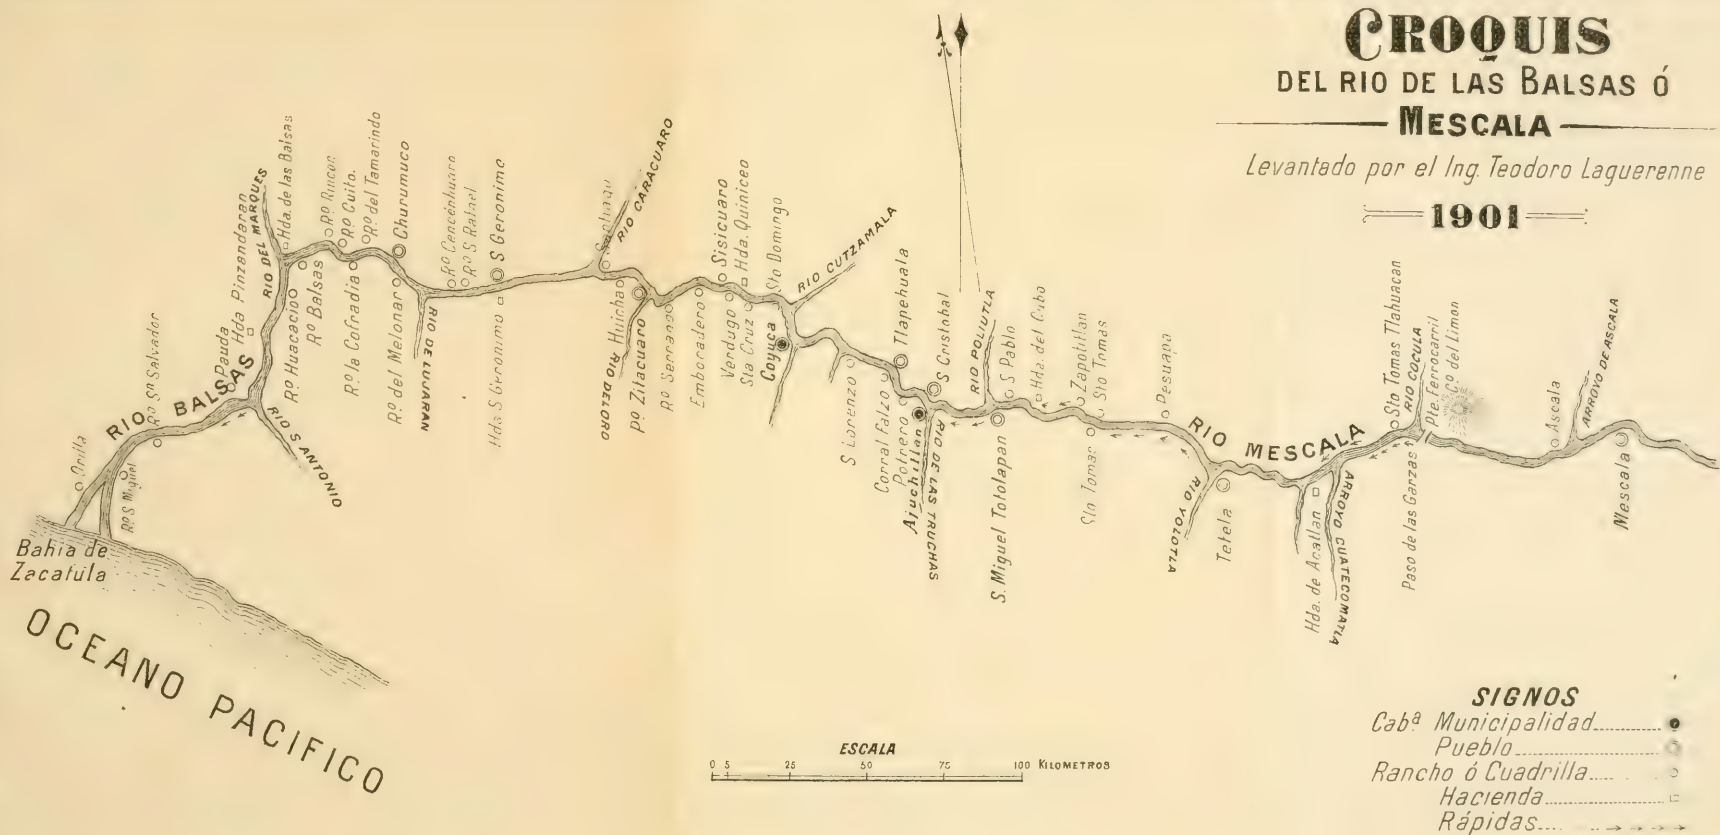 CROQUIS
DEL RIO DE LAS BALSAS Ó
MESCALA
Levantado por el Ing. Teodoro Laguerenne
1901
Orilla
Rº S Miguel
Bahia de
Zacatula
OCEANO PACIFICO
RIO BALSAS
Rº Sn Salvador
Pauda
Hda Pinzandaran
RIO DEL MARQUES
RIO S ANTONIO
Hda. de las Balsas
Rº Huacacio
Rº Balsas
Rº Rincon
Rº Cuito.
Rº la Cofradia
Rº del Tamarindo
Churumuco
Rº del Melonar
RIO DE LUJARAN
Rº Cencénhuaro
Rº S Rafael
S Geronimo
Hda. S Geronimo
RIO CARACUARO
Huicha
RIO DEL ORO
Pº Zitacuaro
Rº Serrano
Emboradero
Sisicuaro
Verdugo
Hda. Quiniceo
Sta Cruz
Sto Domingo
Coyuca
RIO CUTZAMALA
S Lorenzo
Tlapehuala
Corral Falzo
Potrero
S Cristobal
Ajuchitlan
RIO DE LAS TRUCHAS
RIO POLIUTLA
S Pablo
S. Miguel Totolapan
Hda. del Cubo
Zapotitlan
Sto Tomas
Sto Tomas
Pesuapa
RIO MESCALA
RIO YOLOTLA
Tetela
Hda. de Acatlan
ARROYO CUATECOMATLA
Sto Tomas Tlahuacan
RIO COCULA
Paso de las Garzas
Pte. Ferrocarril
Cº del Limon
Ascala
ARROYO DE ASCALA
Mescala
ESCALA
0 5 25 50 75 100 KILOMETROS
SIGNOS
Cabª Municipalidad
Pueblo
Rancho ó Cuadrilla
Hacienda
Rápidas